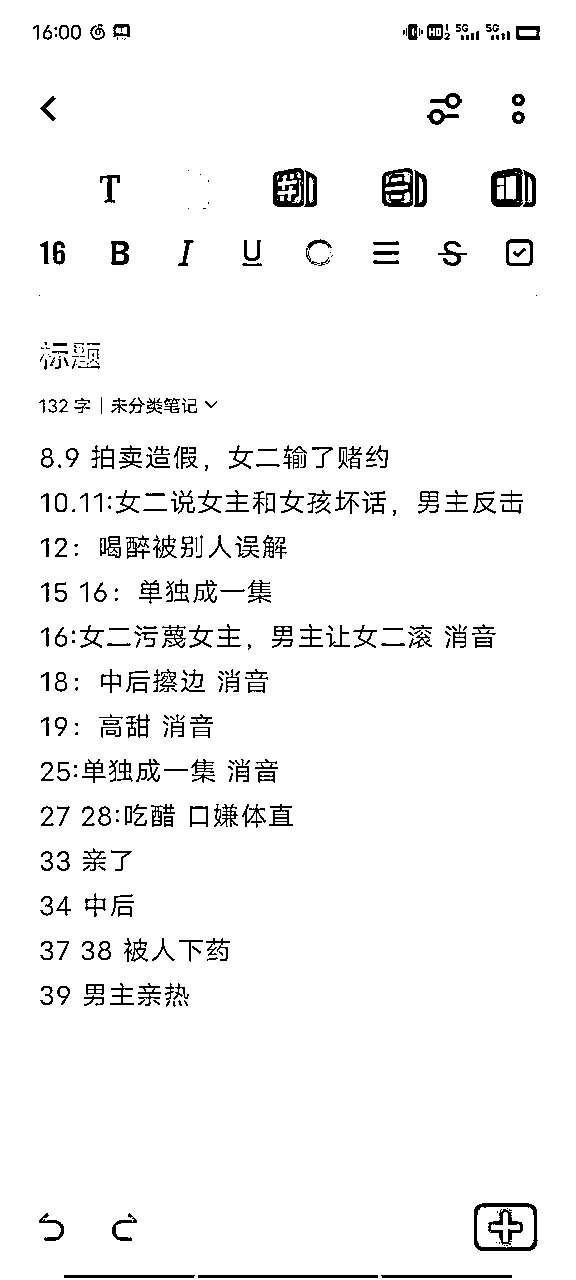 16:00
T
16 B I U S
标题
132 字 | 未分类笔记
8.9 拍卖造假，女二输了赌约
10.11:女二说女主和女孩坏话，男主反击
12：喝醉被别人误解
15 16：单独成一集
16:女二污蔑女主，男主让女二滚 消音
18：中后擦边 消音
19：高甜 消音
25:单独成一集 消音
27 28:吃醋 口嫌体直
33 亲了
34 中后
37 38 被人下药
39 男主亲热